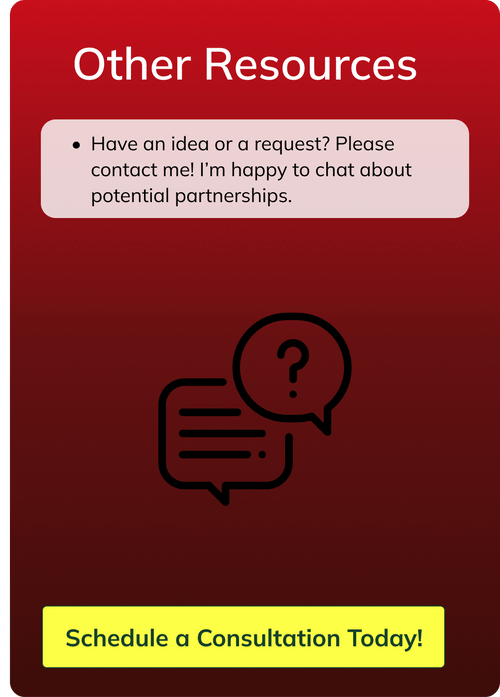 Other Resources
• Have an idea or a request? Please
contact me! I’m happy to chat about
potential partnerships.
?
Schedule a Consultation Today!